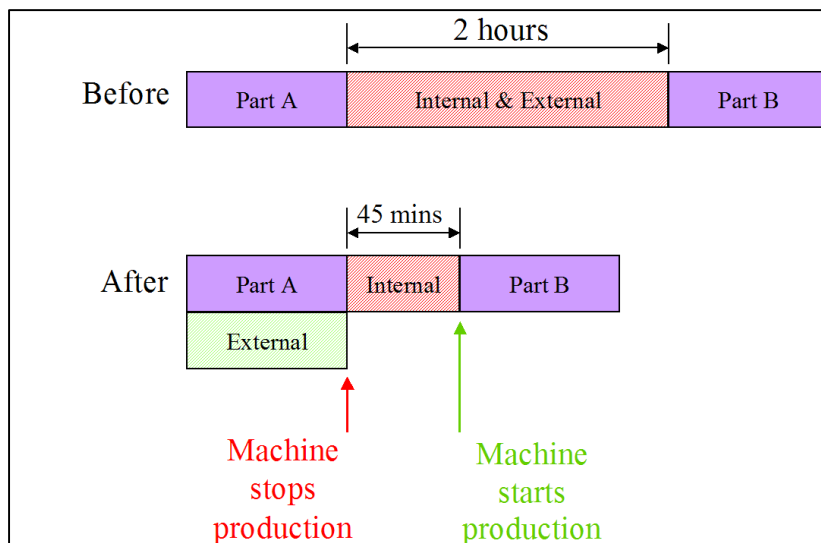 2 hours
Before
Part A
Internal & External
Part B
45 mins
After
Part A
Internal
Part B
External
Machine
stops
production
Machine
starts
production